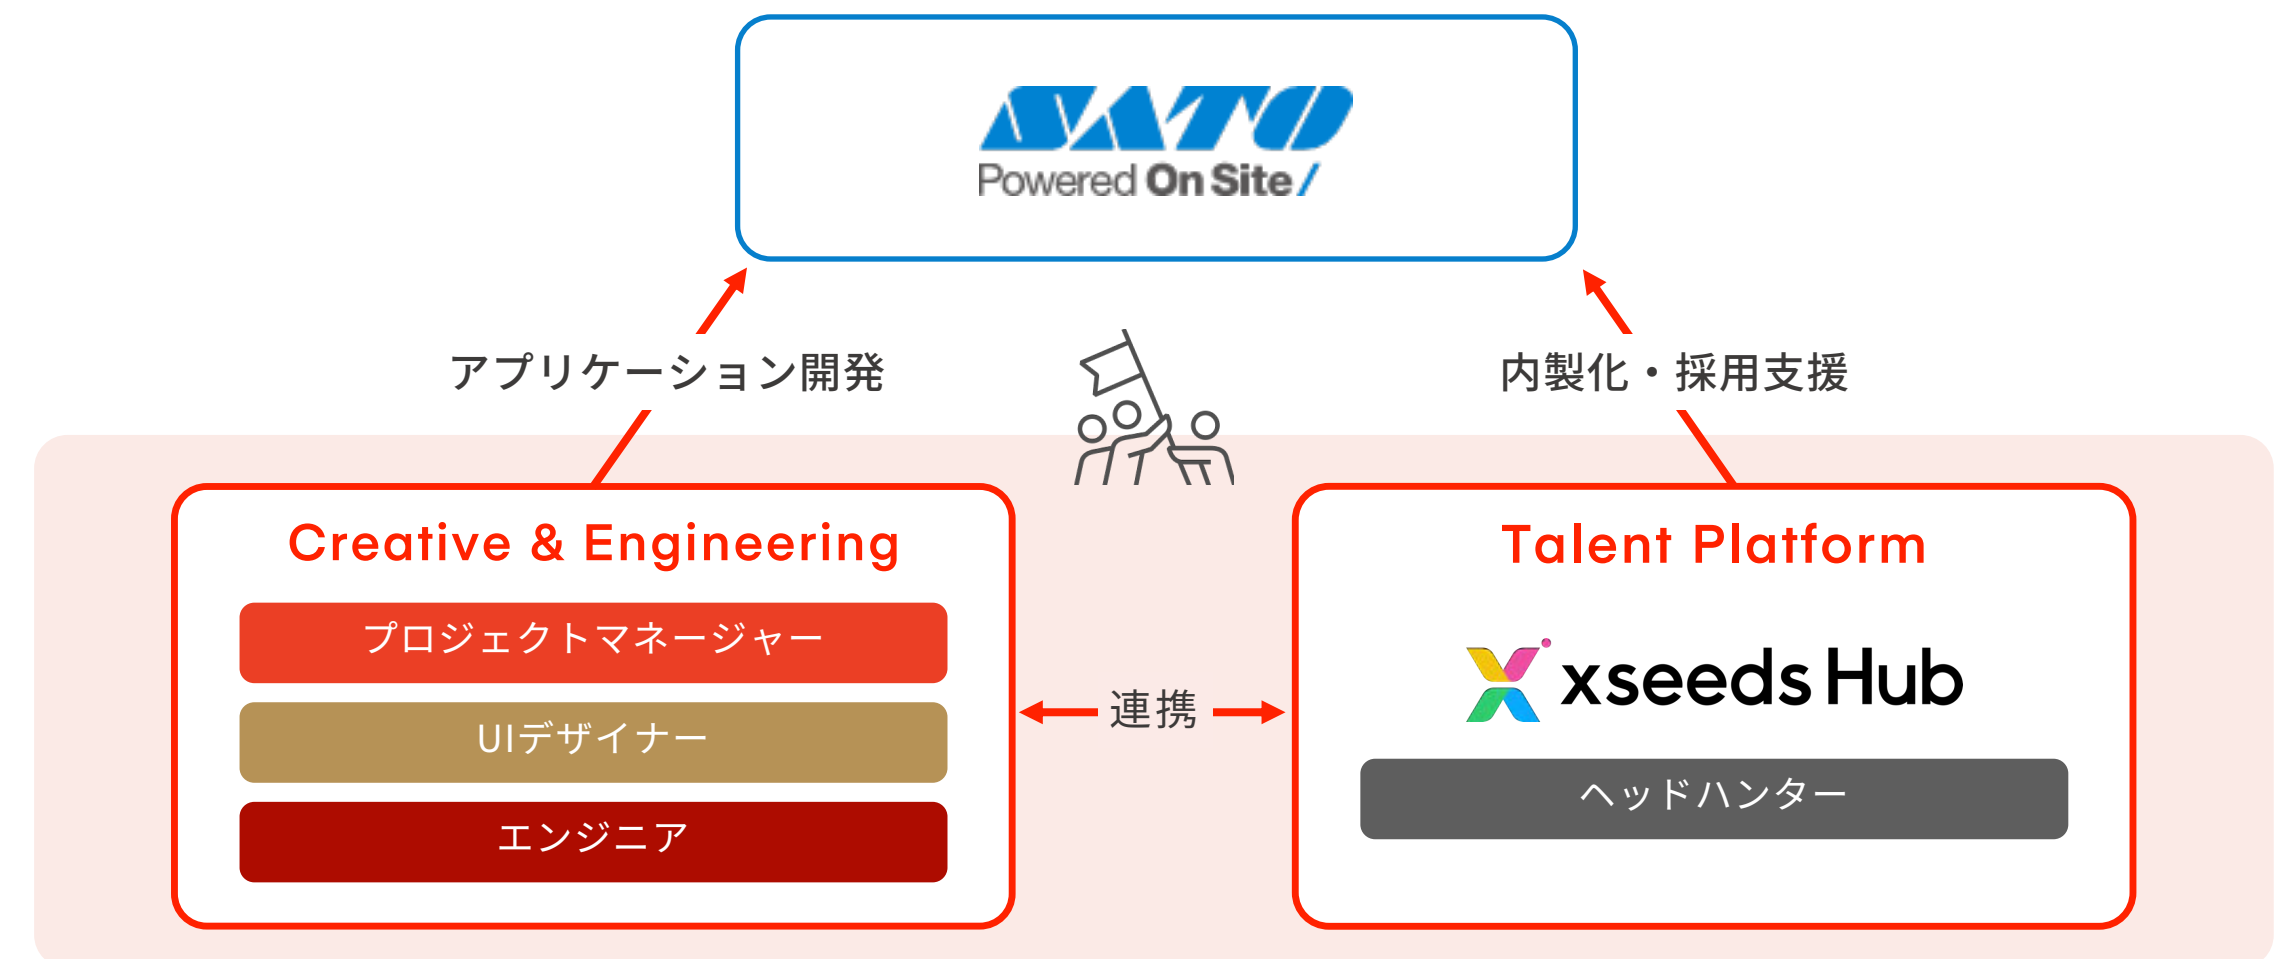 SATO
Powered On Site/
アプリケーション開発
内製化・採用支援
Creative & Engineering
プロジェクトマネージャー
UIデザイナー
エンジニア
連携
Talent Platform
xseeds Hub
ヘッドハンター